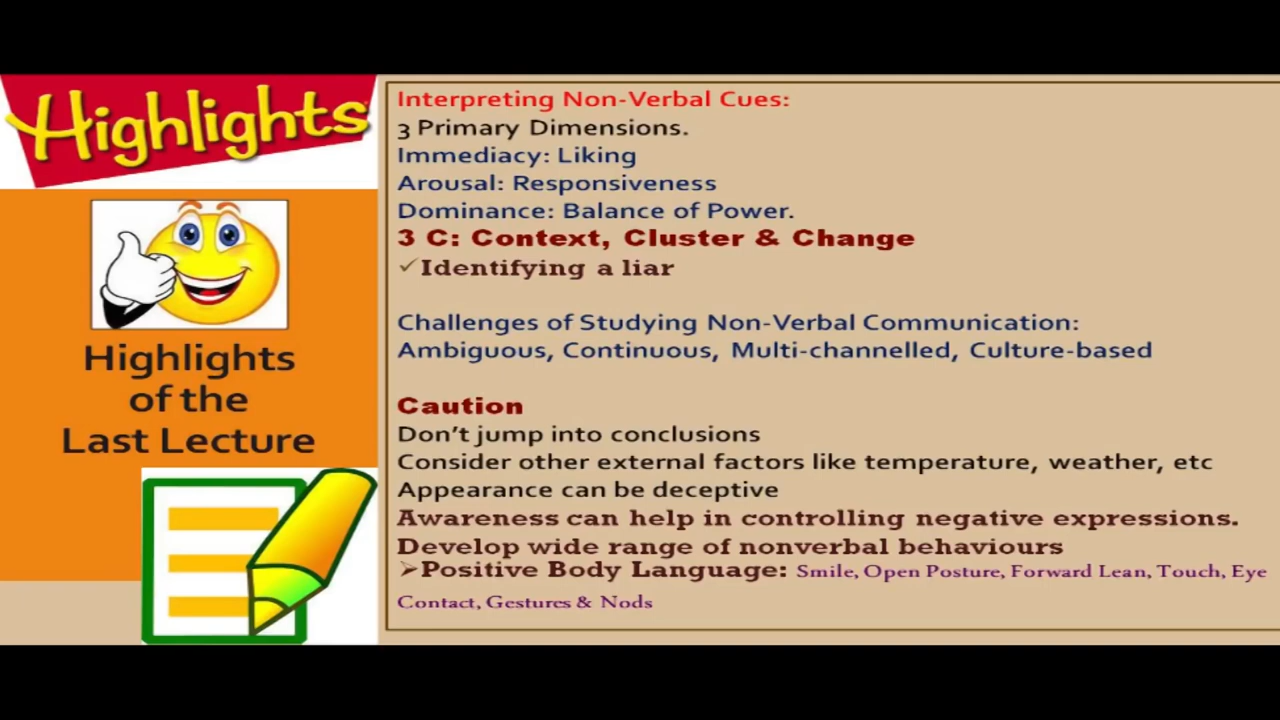 Highlights
Highlights
of the
Last Lecture
Interpreting Non-Verbal Cues:
3 Primary Dimensions.
Immediacy: Liking
Arousal: Responsiveness
Dominance: Balance of Power.
3 C: Context, Cluster & Change
✓Identifying a liar
Challenges of Studying Non-Verbal Communication:
Ambiguous, Continuous, Multi-channelled, Culture-based
Caution
Don't jump into conclusions
Consider other external factors like temperature, weather, etc
Appearance can be deceptive
Awareness can help in controlling negative expressions.
Develop wide range of nonverbal behaviours
➢Positive Body Language: Smile, Open Posture, Forward Lean, Touch, Eye
Contact, Gestures & Nods